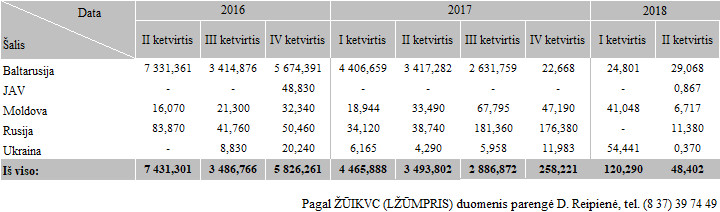 Data 2016 2017 2018
Šalis II ketvirtis III ketvirtis IV ketvirtis I ketvirtis II ketvirtis III ketvirtis IV ketvirtis I ketvirtis II ketvirtis
Baltarusija 7 331,361 3 414,876 5 674,391 4 406,659 3 417,282 2 631,759 22,668 24,801 29,068
JAV - - 48,830 - - - - - 0,867
Moldova 16,070 21,300 32,340 18,944 33,490 67,795 47,190 41,048 6,717
Rusija 83,870 41,760 50,460 34,120 38,740 181,360 176,380 - 11,380
Ukraina - 8,830 20,240 6,165 4,290 5,958 11,983 54,441 0,370
Iš viso: 7 431,301 3 486,766 5 826,261 4 465,888 3 493,802 2 886,872 258,221 120,290 48,402
Pagal ŽŪIKVC (LŽŪMPRIS) duomenis parengė D. Reipienė, tel. (8 37) 39 74 49